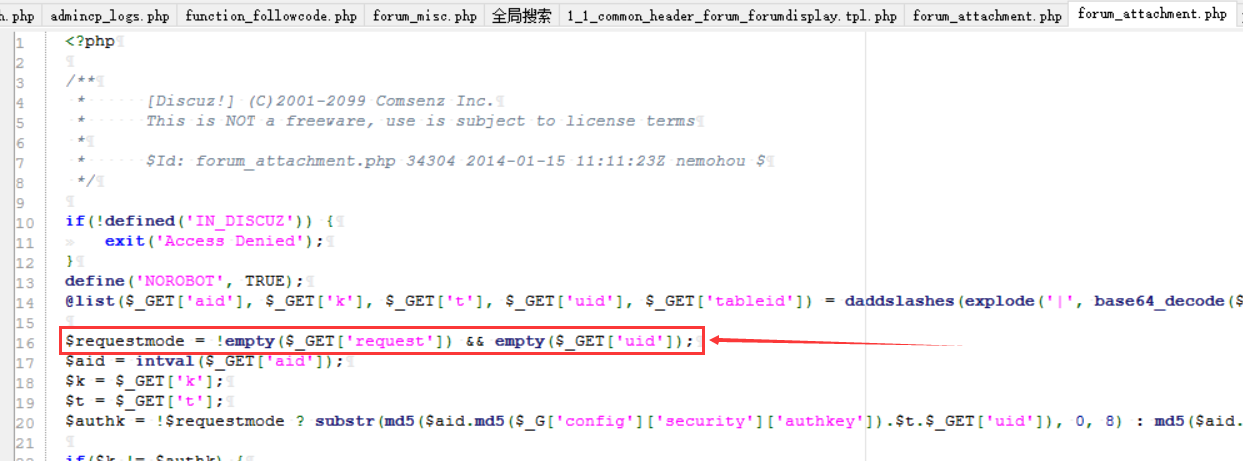 h.php admincp_logs.php function_followcode.php forum_misc.php 全局搜索 1_1_common_header_forum_forumdisplay.tpl.php forum_attachment.php forum_attachment.php
1 <?php
2
3 /**
4 * [Discuz!] (C)2001-2099 Comsenz Inc.
5 * This is NOT a freeware, use is subject to license terms
6 *
7 * $Id: forum_attachment.php 34304 2014-01-15 11:11:23Z nemohou $
8 */
9
10 if(!defined('IN_DISCUZ')) {
11 exit('Access Denied');
12 }
13 define('NOROBOT', TRUE);
14 @list($_GET['aid'], $_GET['k'], $_GET['t'], $_GET['uid'], $_GET['tableid']) = daddslashes(explode('|', base64_decode($
15
16 $requestmode = !empty($_GET['request']) && empty($_GET['uid']);
17 $aid = intval($_GET['aid']);
18 $k = $_GET['k'];
19 $t = $_GET['t'];
20 $authk = !$requestmode ? substr(md5($aid.md5($_G['config']['security']['authkey']).$t.$_GET['uid']), 0, 8) : md5($aid.
21
if($k != $authk) {